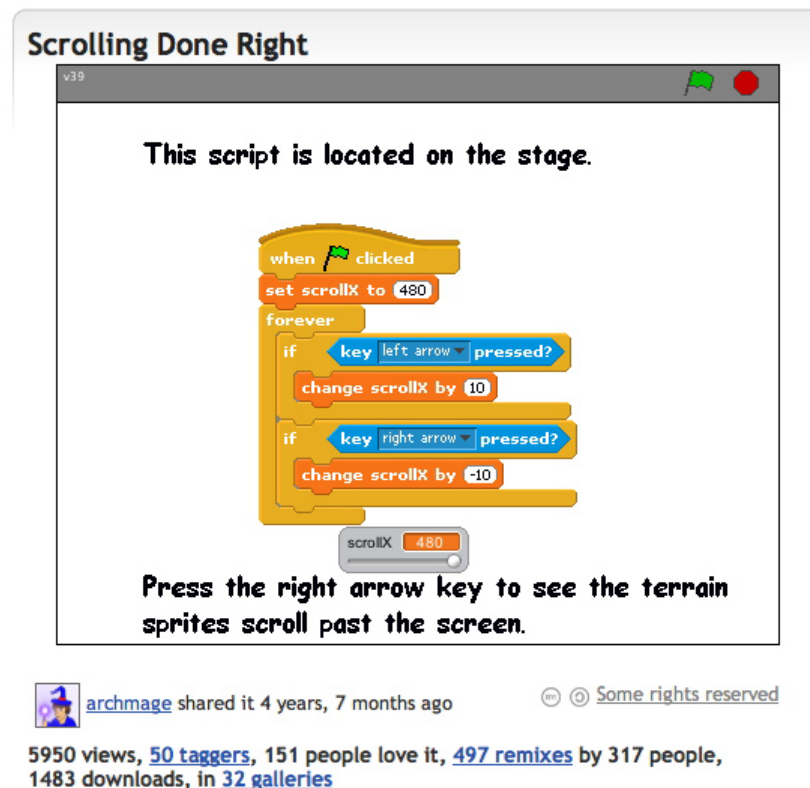 Scrolling Done Right
v39
This script is located on the stage.
when clicked
set scrollX to 480
forever
if key left arrow pressed?
change scrollX by 10
if key right arrow pressed?
change scrollX by -10
scrollX 480
Press the right arrow key to see the terrain
sprites scroll past the screen.
archmage shared it 4 years, 7 months ago
Some rights reserved
5950 views, 50 taggers, 151 people love it, 497 remixes by 317 people,
1483 downloads, in 32 galleries